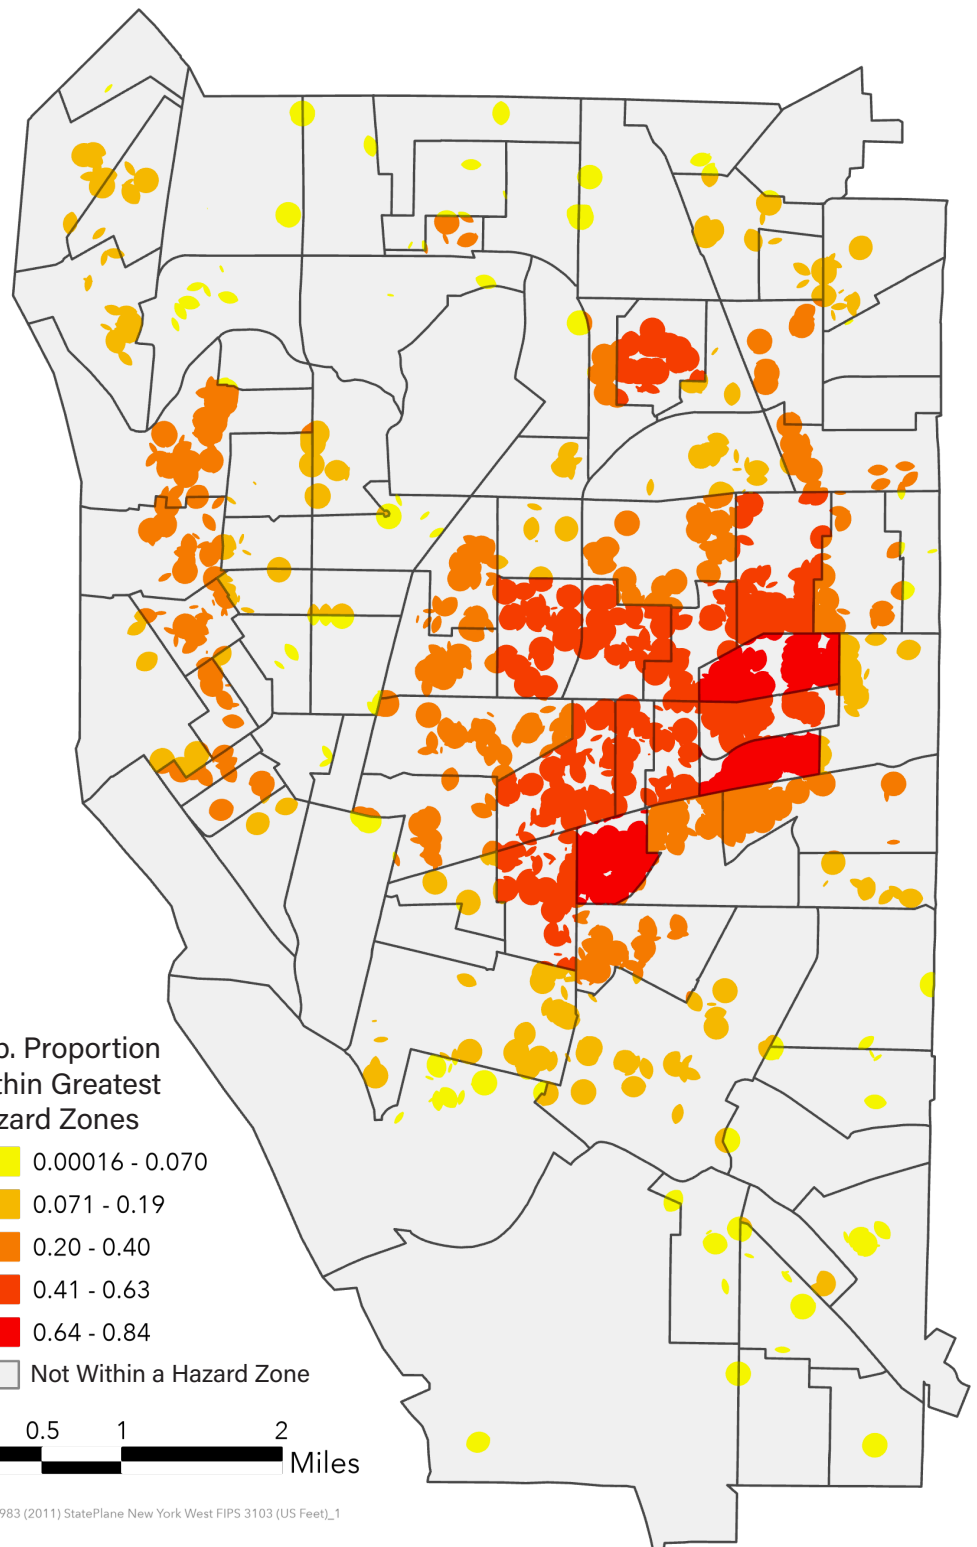 p. Proportion
thin Greatest
zard Zones
0.00016 - 0.070
0.071 - 0.19
0.20 - 0.40
0.41 - 0.63
0.64 - 0.84
Not Within a Hazard Zone
0.5 1 2
Miles
983 (2011) StatePlane New York West FIPS 3103 (US Feet)_1